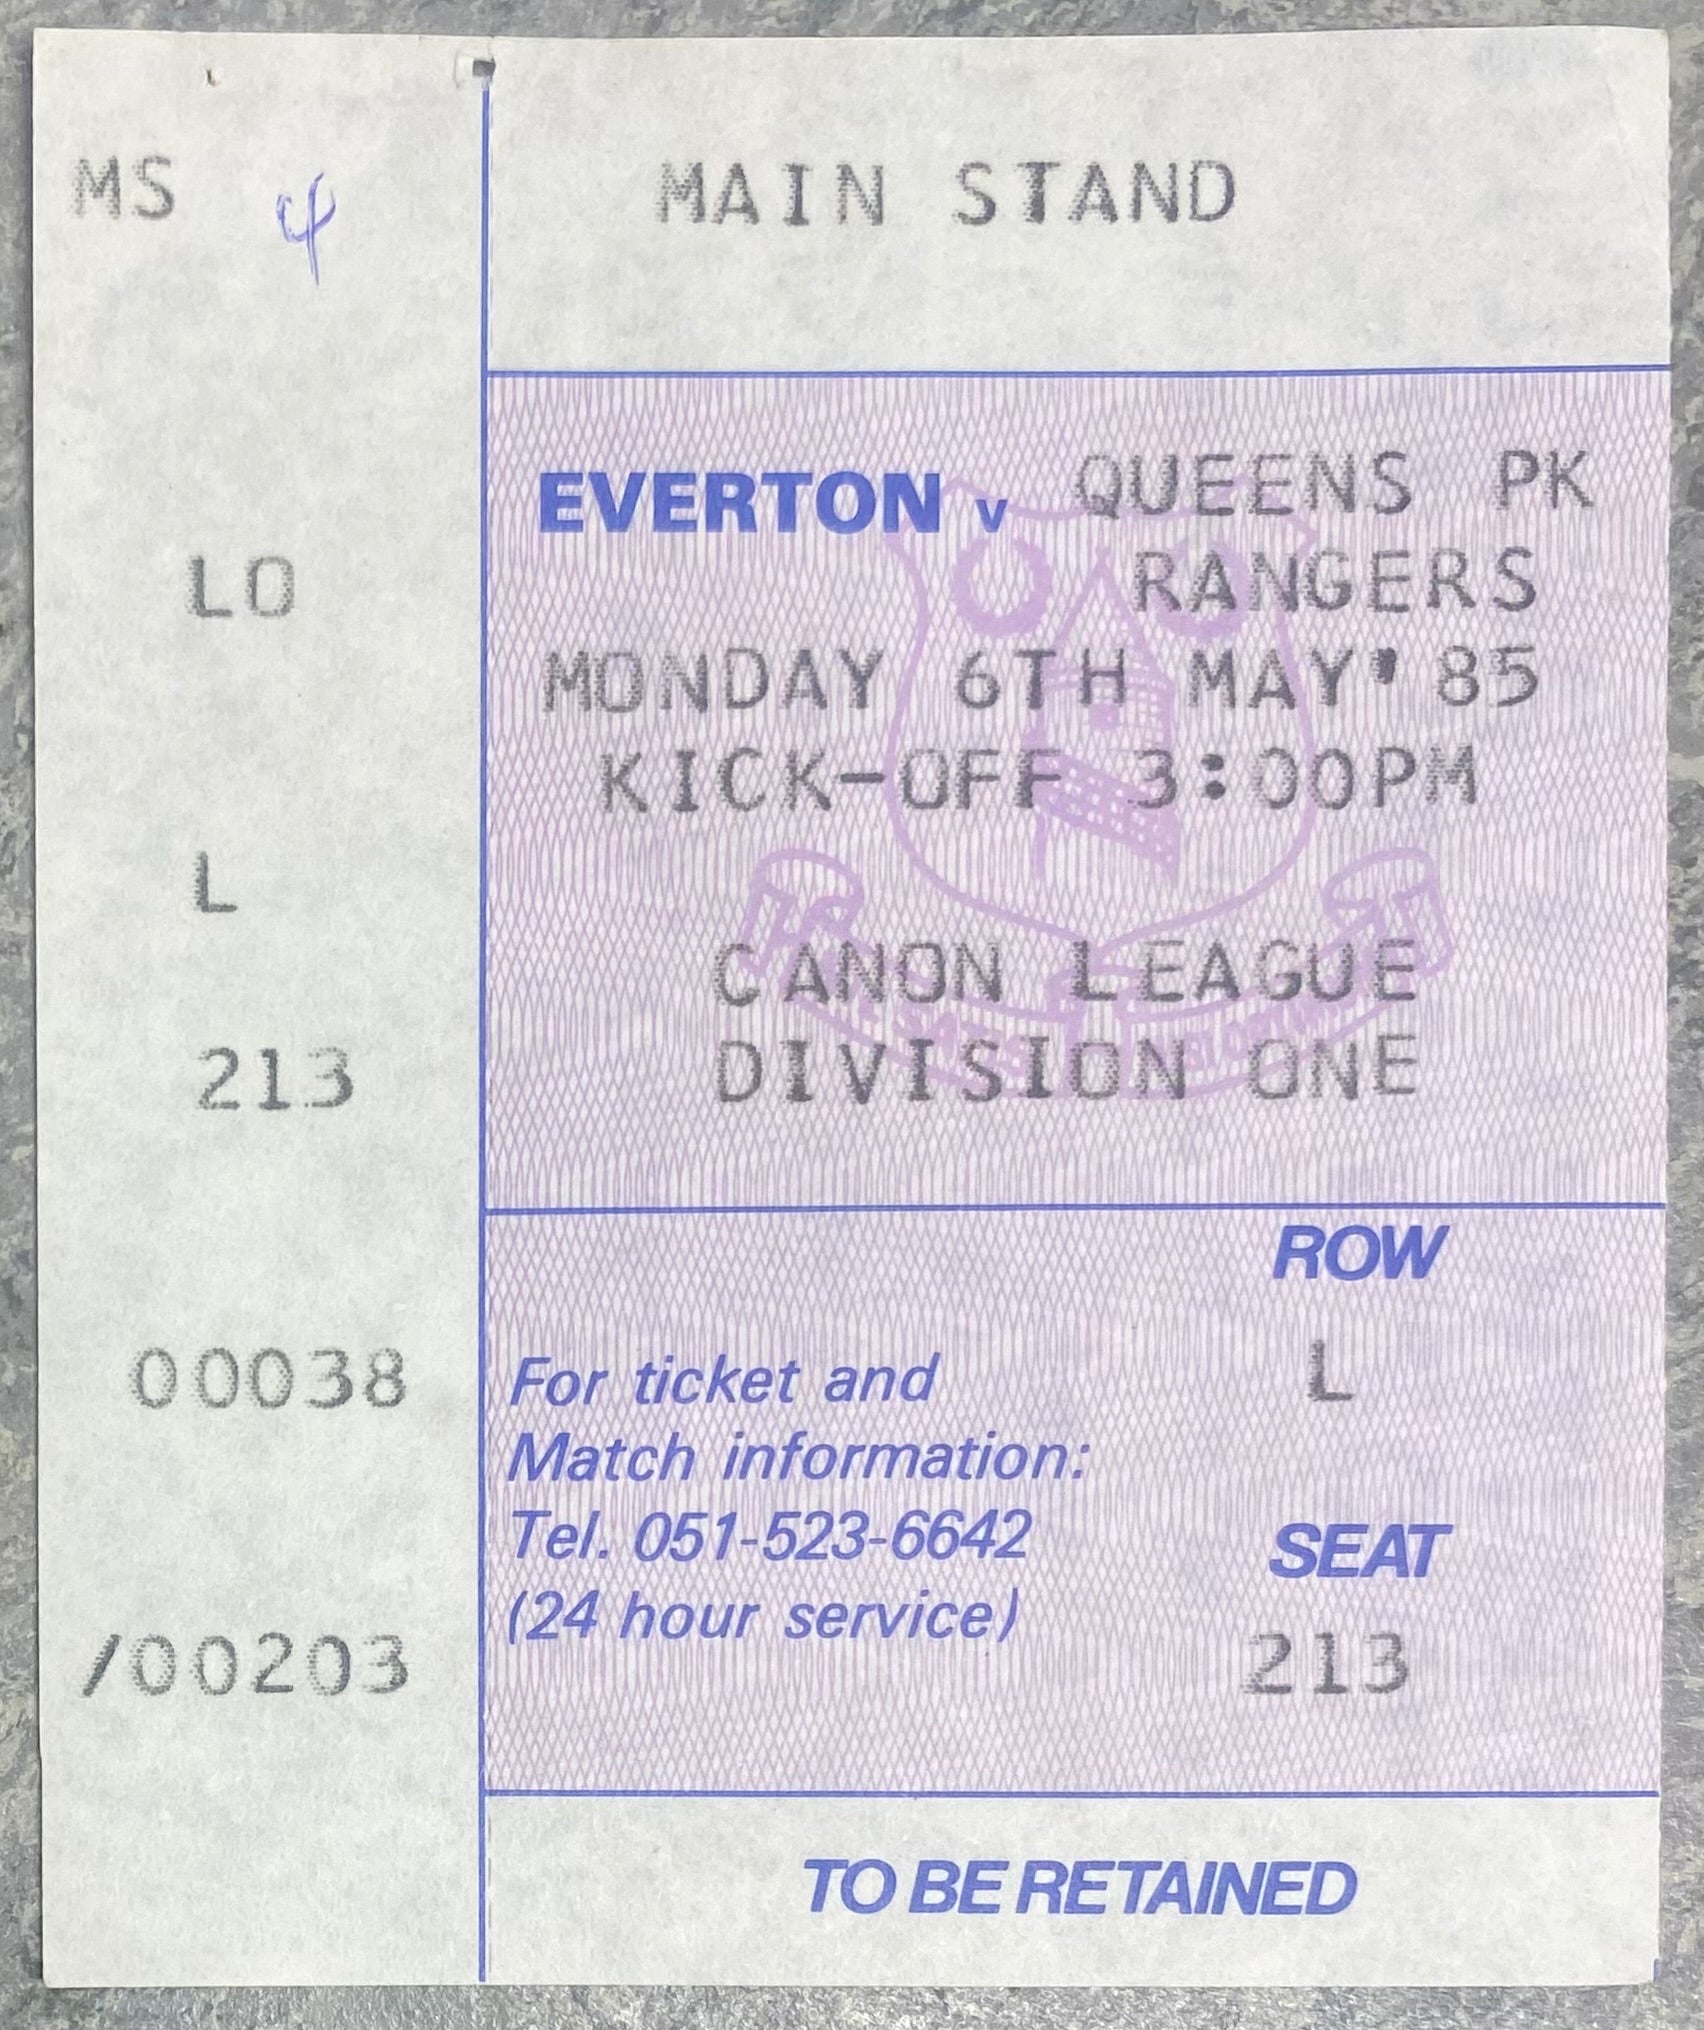 MS 4
MAIN STAND
LO
L
213
00038
/00203
EVERTON v QUEENS PK
RANGERS
MONDAY 6TH MAY'85
KICK-OFF 3:00PM
CANON LEAGUE
DIVISION ONE
ROW
L
For ticket and
Match information:
Tel. 051-523-6642
(24 hour service)
SEAT
213
TO BE RETAINED